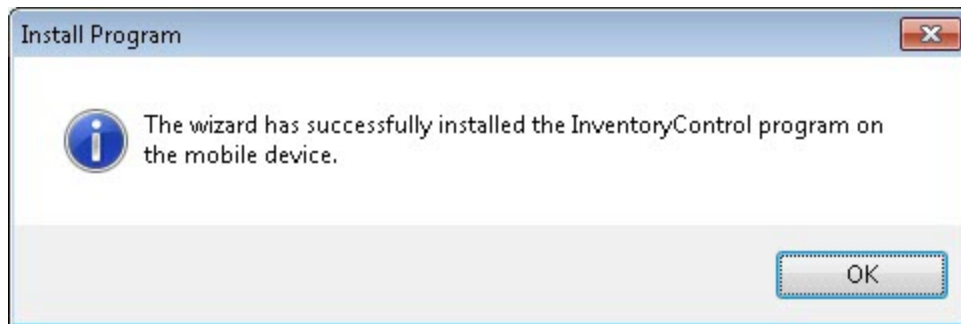 Install Program
The wizard has successfully installed the InventoryControl program on
the mobile device.
OK